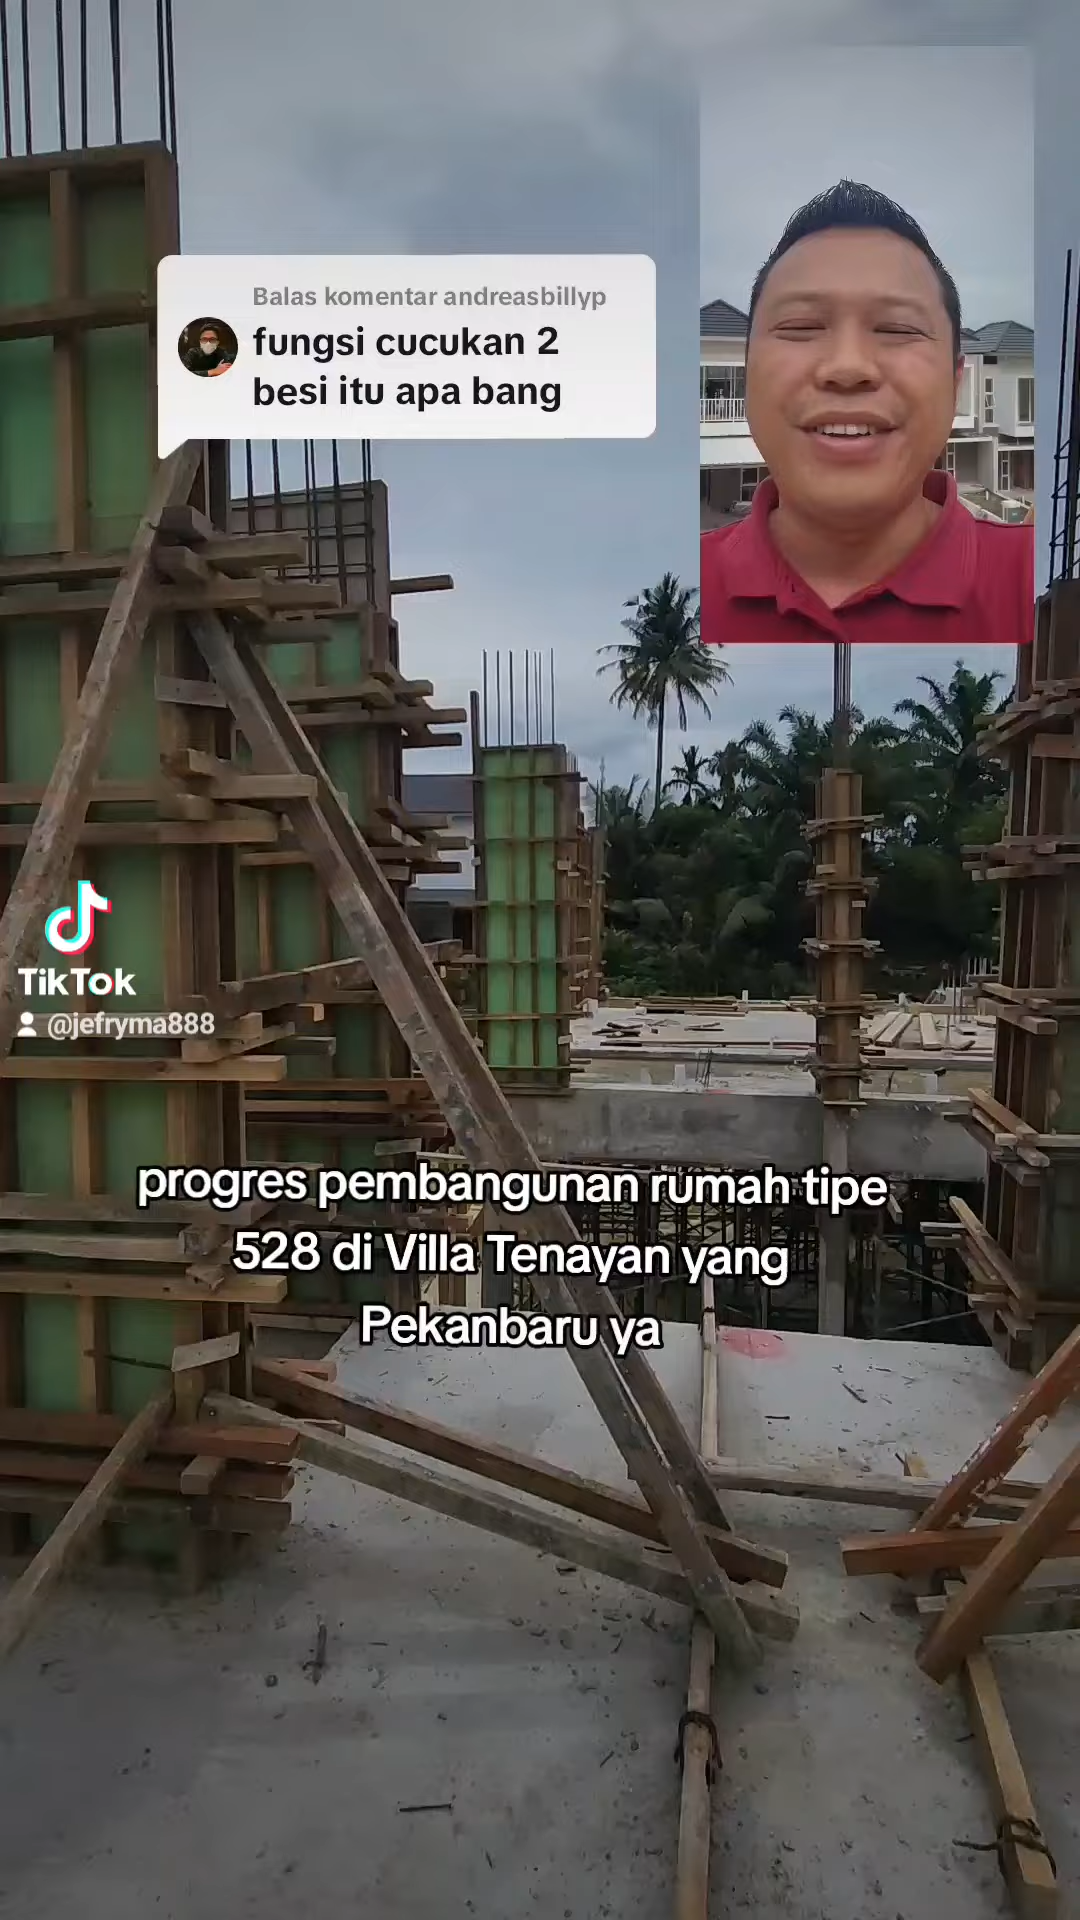 Balas komentar andreasbillyp
fungsi cucukan 2
besi itu apa bang
TikTok
@jefryma888
progres pembangunan rumah tipe
528 di Villa Tenayan yang
Pekanbaru ya